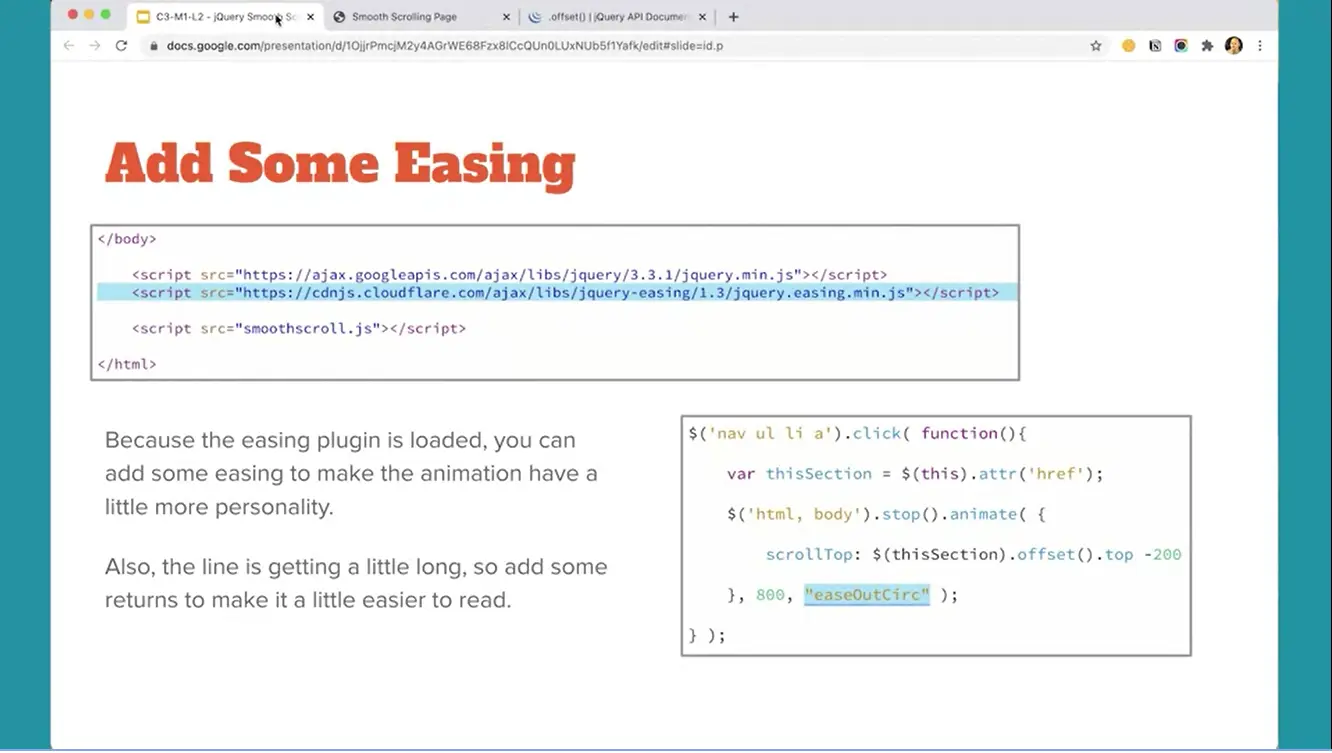 C3-M1-L2 - jQuery Smooth Sc
Smooth Scrolling Page
.offset() | jQuery API Documen
docs.google.com/presentation/d/1OjjrPmcjM2y4AGrWE68Fzx8lCcQUn0LUxNUb5f1Yafk/edit#slide=id.p
Add Some Easing
</body>
<script src="https://ajax.googleapis.com/ajax/libs/jquery/3.3.1/jquery.min.js"></script>
<script src="https://cdnjs.cloudflare.com/ajax/libs/jquery-easing/1.3/jquery.easing.min.js"></script>
<script src="smoothscroll.js"></script>
</html>
Because the easing plugin is loaded, you can
add some easing to make the animation have a
little more personality.
Also, the line is getting a little long, so add some
returns to make it a little easier to read.
$('nav ul li a').click( function(){
var thisSection = $(this).attr('href');
$('html, body').stop().animate( {
scrollTop: $(thisSection).offset().top -200
}, 800, "easeOutCirc" );
} );